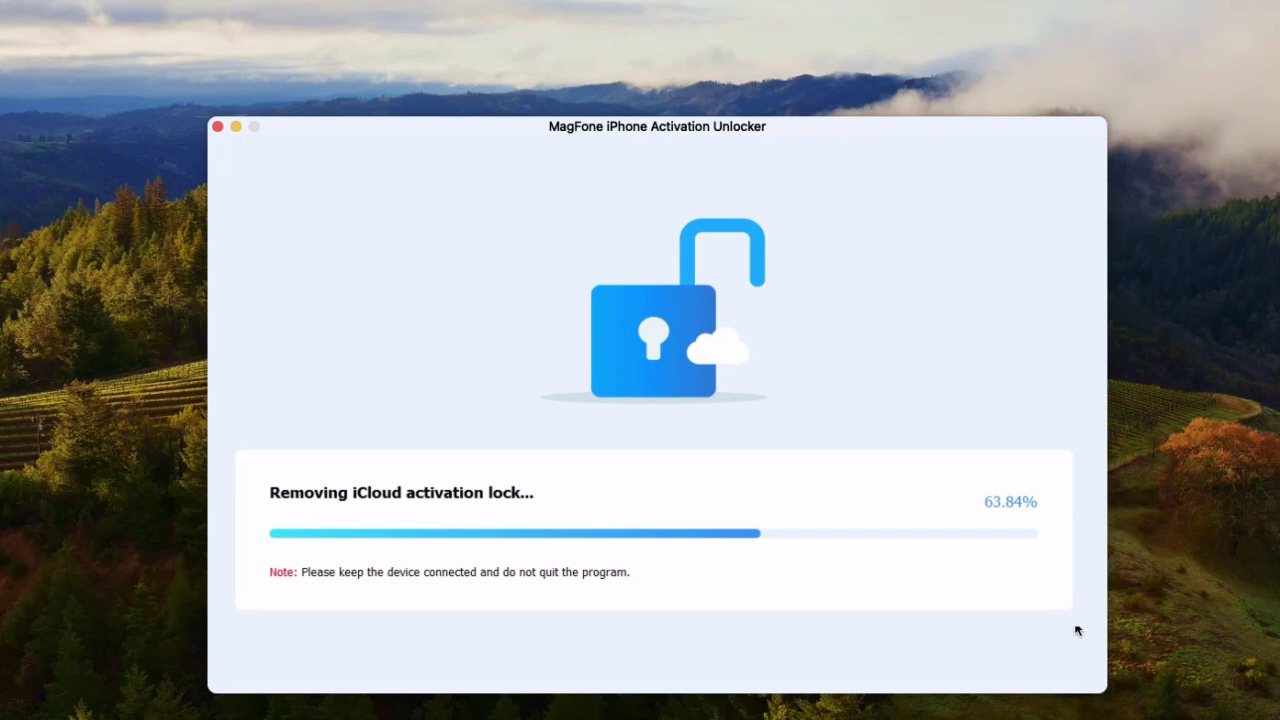 MagFone iPhone Activation Unlocker
Removing iCloud activation lock...
63.84%
Note: Please keep the device connected and do not quit the program.